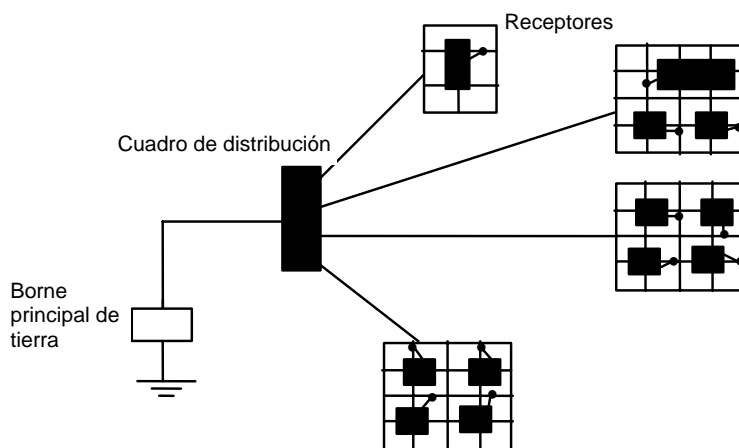 Receptores
Cuadro de distribución
Borne
principal de
tierra